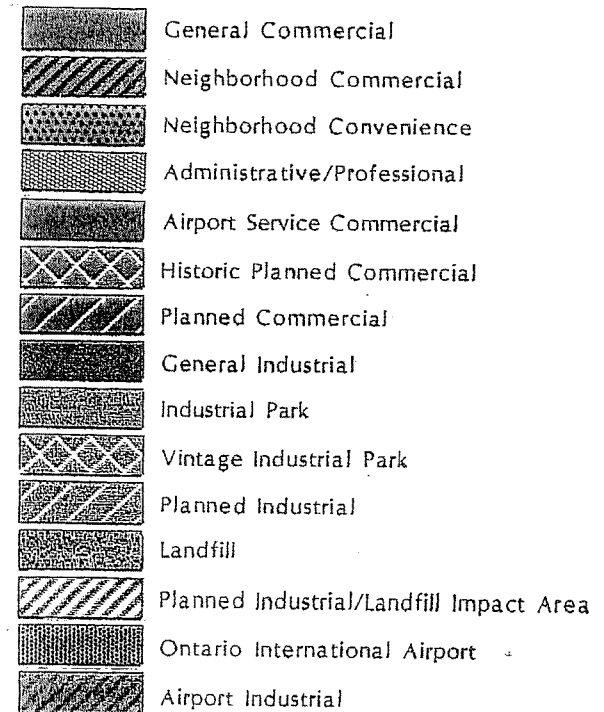 General Commercial
Neighborhood Commercial
Neighborhood Convenience
Administrative/Professional
Airport Service Commercial
Historic Planned Commercial
Planned Commercial
General Industrial
Industrial Park
Vintage Industrial Park
Planned Industrial
Landfill
Planned Industrial/Landfill Impact Area
Ontario International Airport
Airport Industrial